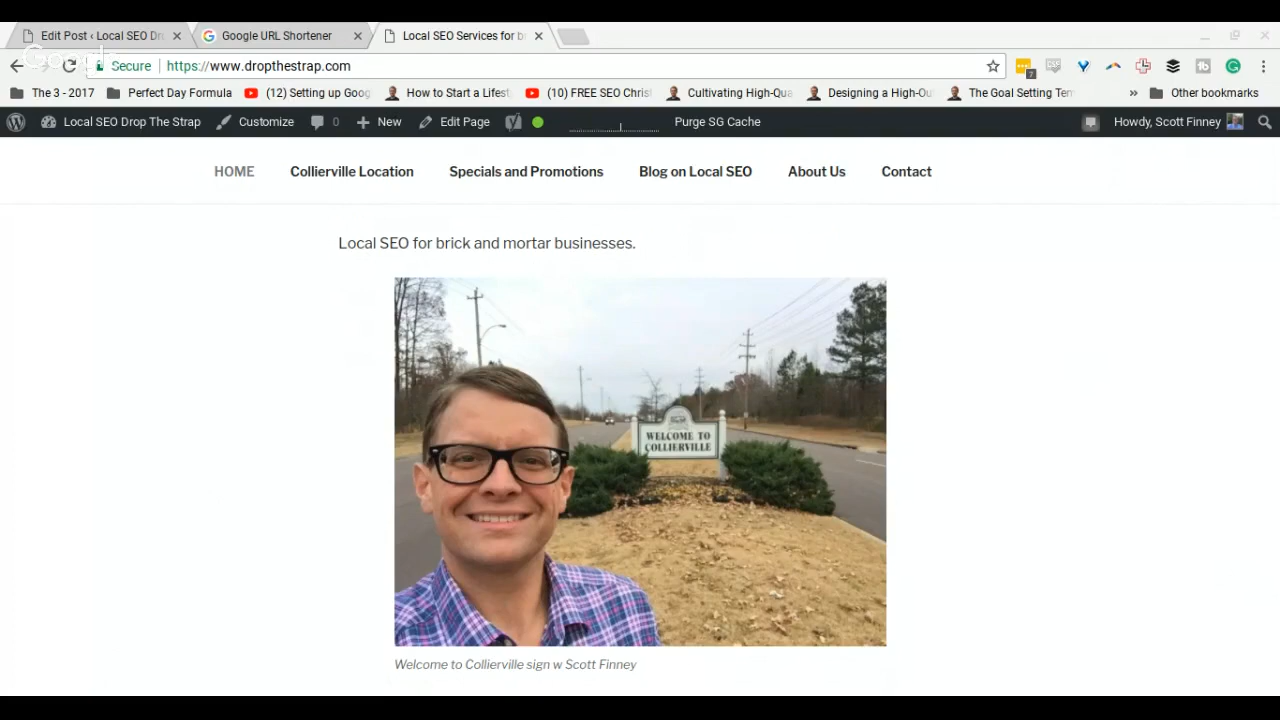 Edit Post ‹ Local SEO Dr
Google URL Shortener
Local SEO Services for b
Google
Secure
https://www.dropthestrap.com
7
The 3 - 2017
Perfect Day Formula
(12) Setting up Goog
How to Start a Lifest
(10) FREE SEO Chris
Cultivating High-Qua
Designing a High-Ou
The Goal Setting Tem
»
Other bookmarks
Local SEO Drop The Strap
Customize
0
New
Edit Page
Purge SG Cache
Howdy, Scott Finney
HOME
Collierville Location
Specials and Promotions
Blog on Local SEO
About Us
Contact
Local SEO for brick and mortar businesses.
WELCOME TO
COLLIERVILLE
Welcome to Collierville sign w Scott Finney